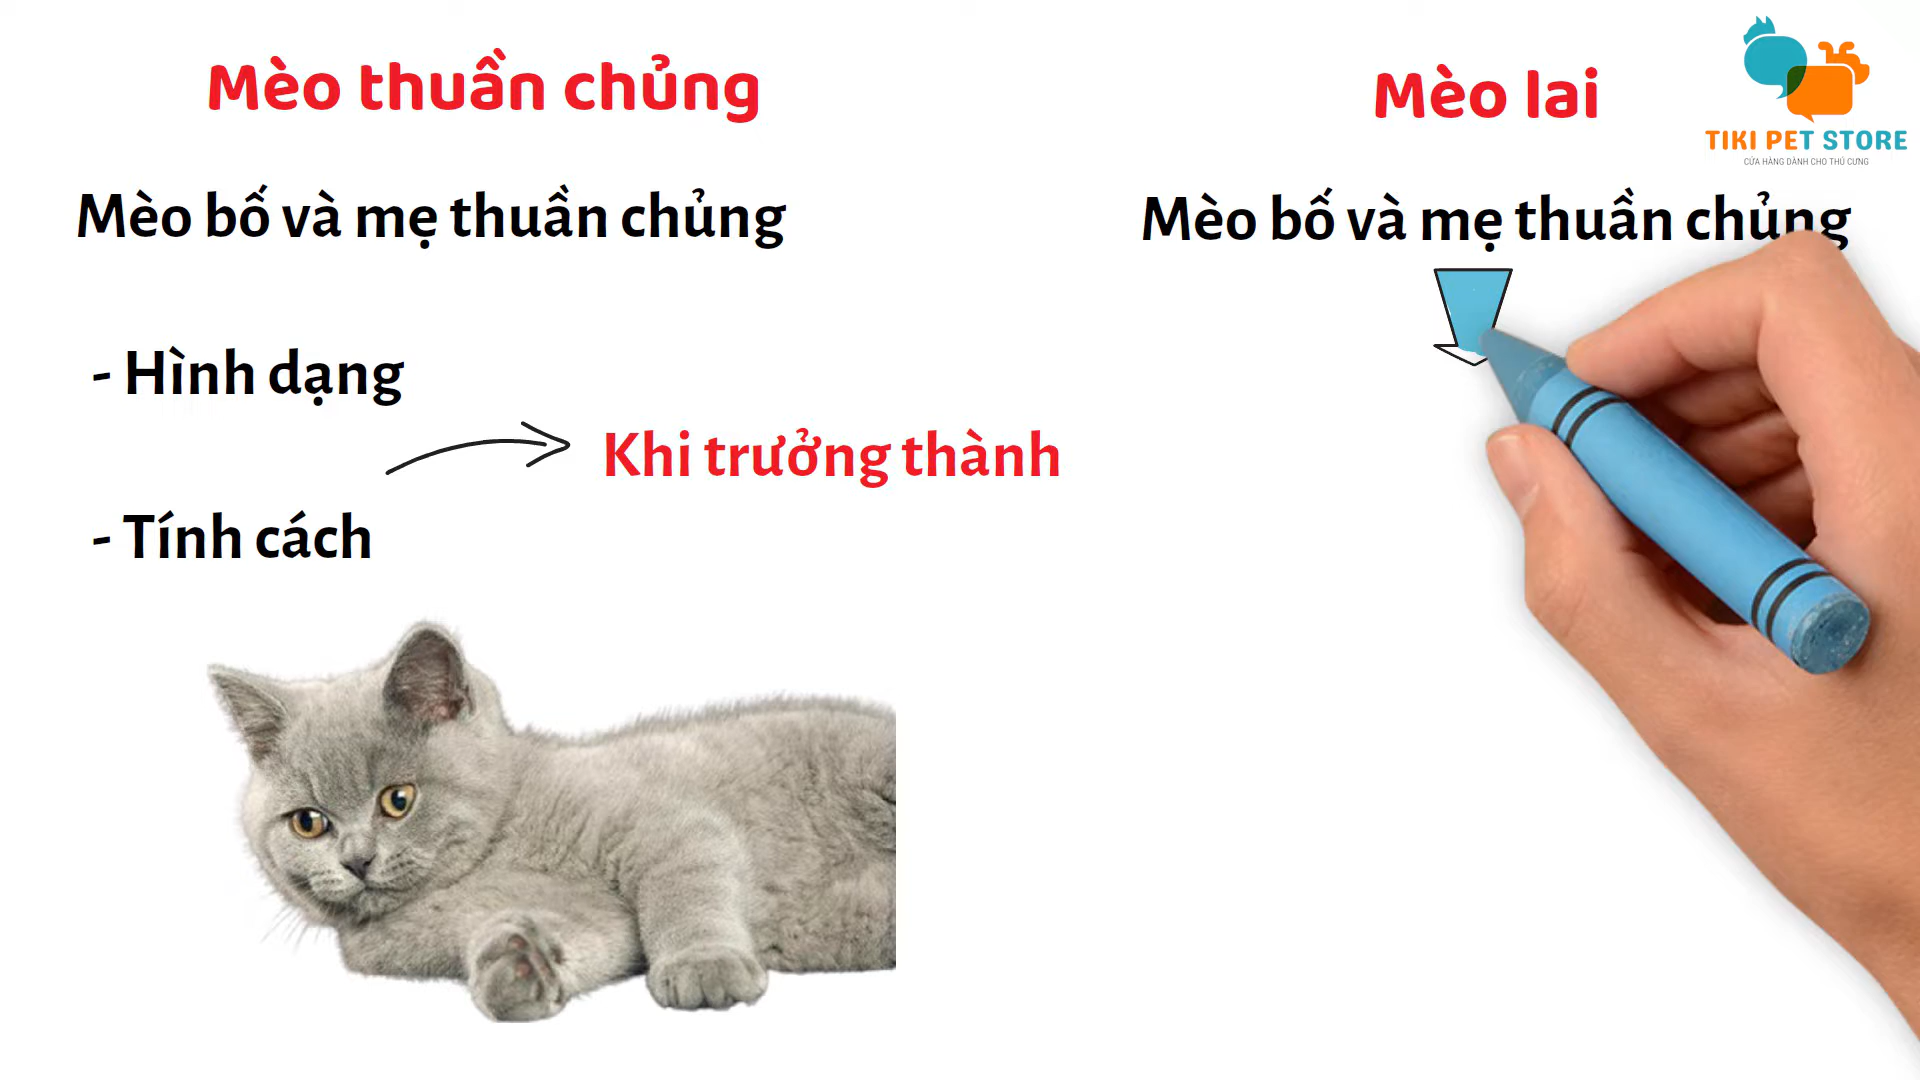 Mèo thuần chủng
Mèo bố và mẹ thuần chủng
- Hình dạng
Khi trưởng thành
- Tính cách
Mèo lai
Mèo bố và mẹ thuần chủng
TIKI PET STORE
CỬA HÀNG DÀNH CHO THÚ CƯNG